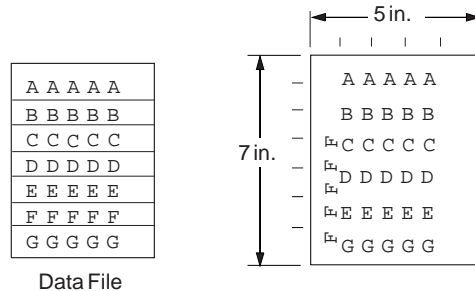 5 in.
A A A A A
B B B B B
C C C C C
D D D D D
E E E E E
F F F F F
G G G G G
Data File
7 in.
A A A A A
B B B B B
C C C C C
D D D D D
E E E E E
G G G G G
F
F
F
F
F